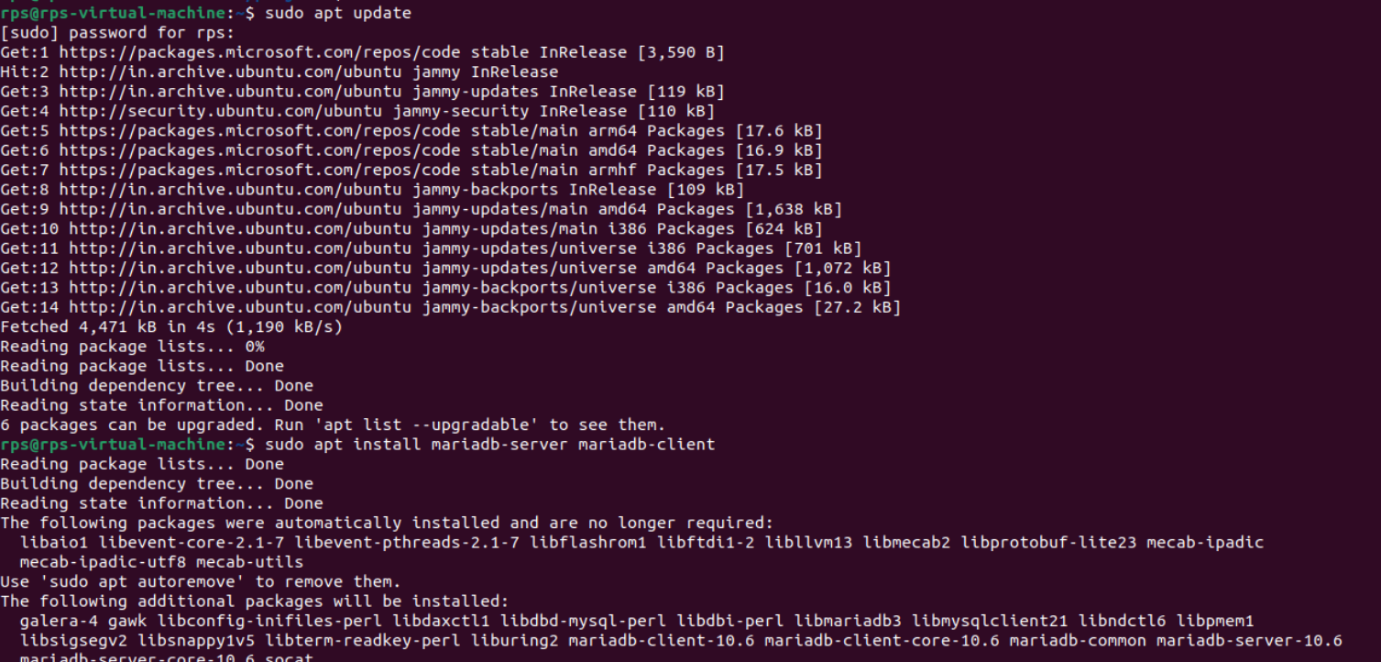 rps@rps-virtual-machine:~$ sudo apt update
[sudo] password for rps:
Get:1 https://packages.microsoft.com/repos/code stable InRelease [3,590 B]
Hit:2 http://in.archive.ubuntu.com/ubuntu jammy InRelease
Get:3 http://in.archive.ubuntu.com/ubuntu jammy-updates InRelease [119 kB]
Get:4 http://security.ubuntu.com/ubuntu jammy-security InRelease [110 kB]
Get:5 https://packages.microsoft.com/repos/code stable/main arm64 Packages [17.6 kB]
Get:6 https://packages.microsoft.com/repos/code stable/main amd64 Packages [16.9 kB]
Get:7 https://packages.microsoft.com/repos/code stable/main armhf Packages [17.5 kB]
Get:8 http://in.archive.ubuntu.com/ubuntu jammy-backports InRelease [109 kB]
Get:9 http://in.archive.ubuntu.com/ubuntu jammy-updates/main amd64 Packages [1,638 kB]
Get:10 http://in.archive.ubuntu.com/ubuntu jammy-updates/main i386 Packages [624 kB]
Get:11 http://in.archive.ubuntu.com/ubuntu jammy-updates/universe i386 Packages [701 kB]
Get:12 http://in.archive.ubuntu.com/ubuntu jammy-updates/universe amd64 Packages [1,072 kB]
Get:13 http://in.archive.ubuntu.com/ubuntu jammy-backports/universe i386 Packages [16.0 kB]
Get:14 http://in.archive.ubuntu.com/ubuntu jammy-backports/universe amd64 Packages [27.2 kB]
Fetched 4,471 kB in 4s (1,190 kB/s)
Reading package lists... 0%
Reading package lists... Done
Building dependency tree... Done
Reading state information... Done
6 packages can be upgraded. Run 'apt list --upgradable' to see them.
rps@rps-virtual-machine:~$ sudo apt install mariadb-server mariadb-client
Reading package lists... Done
Building dependency tree... Done
Reading state information... Done
The following packages were automatically installed and are no longer required:
libaio1 libevent-core-2.1-7 libevent-pthreads-2.1-7 libflashrom1 libftdi1-2 libllvm13 libmecab2 libprotobuf-lite23 mecab-ipadic
mecab-ipadic-utf8 mecab-utils
Use 'sudo apt autoremove' to remove them.
The following additional packages will be installed:
galera-4 gawk libconfig-inifiles-perl libdaxctl1 libdbd-mysql-perl libdbi-perl libmariadb3 libmysqlclient21 libndctl6 libpmem1
libsigsegv2 libsnappy1v5 libterm-readkey-perl liburing2 mariadb-client-10.6 mariadb-client-core-10.6 mariadb-common mariadb-server-10.6
mariadb-server-core-10.6 socat